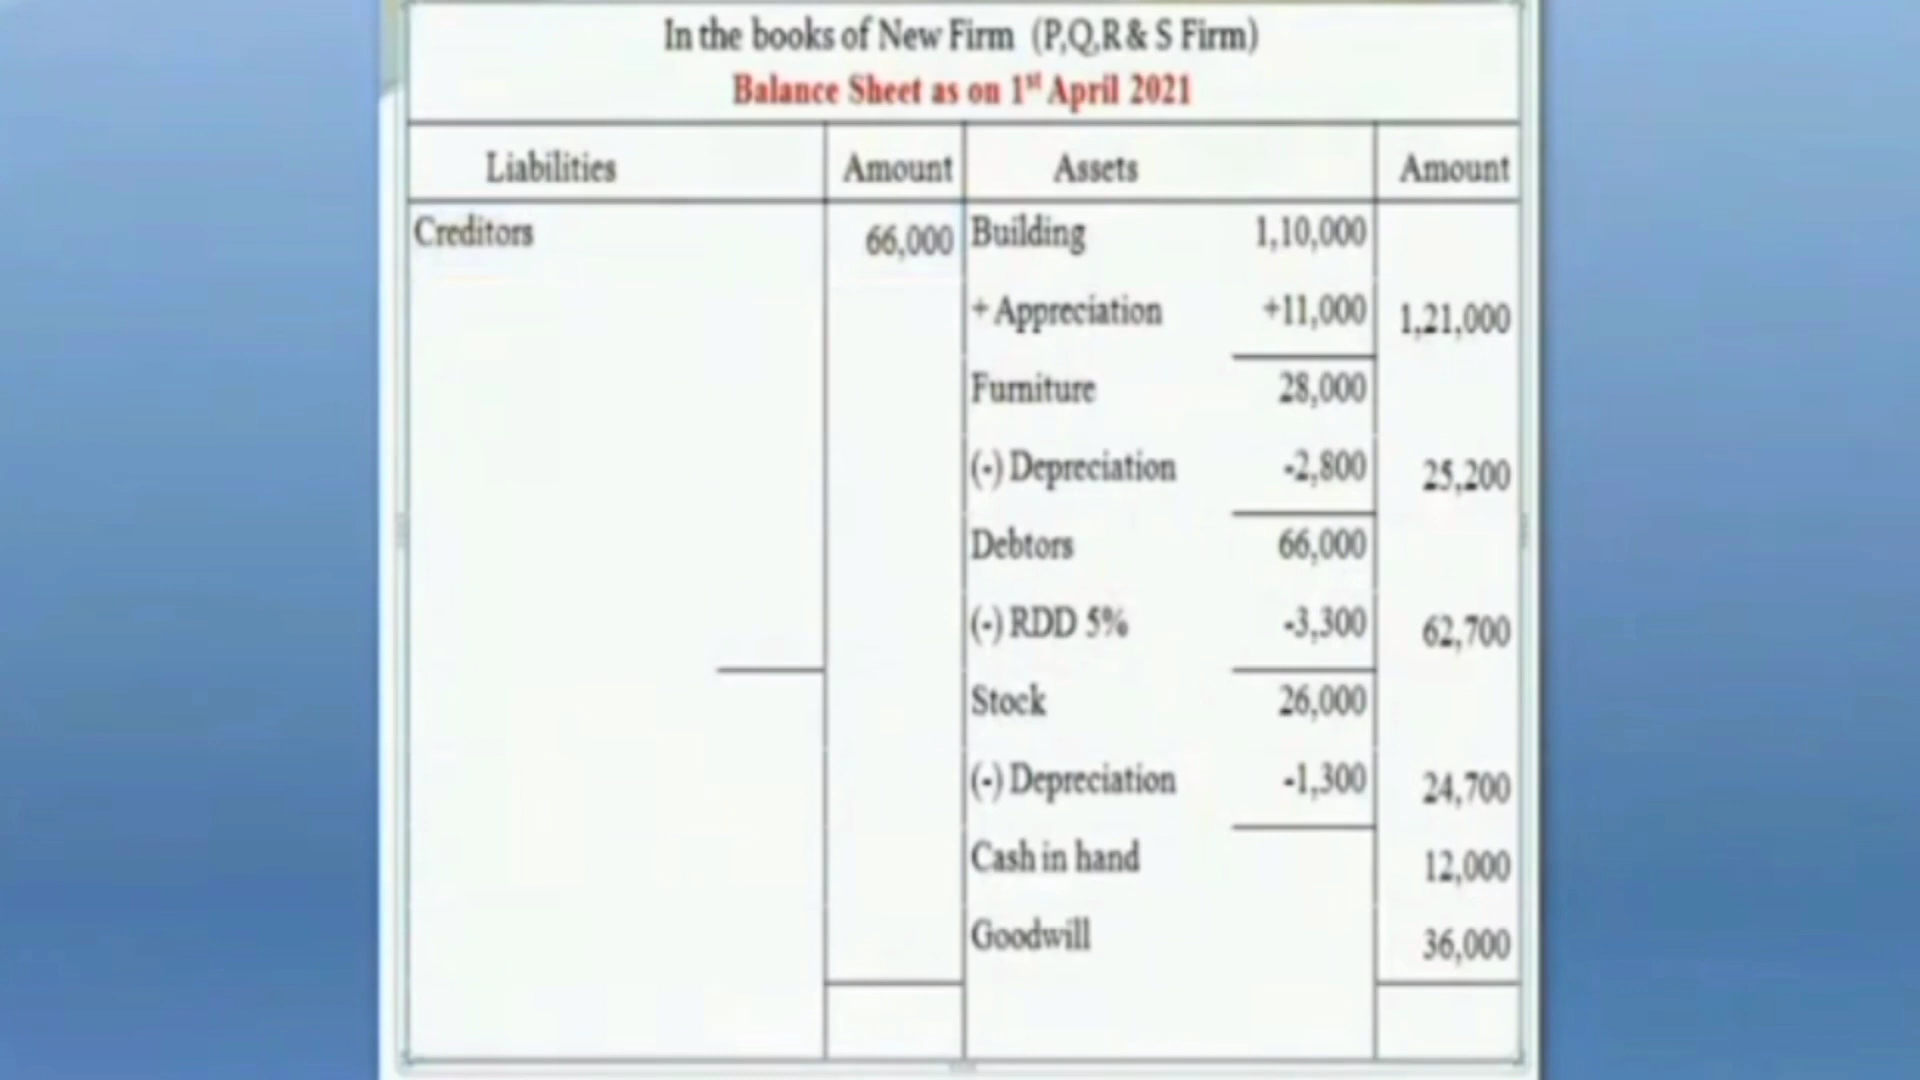 In the books of New Firm (P,Q,R & S Firm)
Balance Sheet as on 1st April 2021
Liabilities Amount Assets Amount
Creditors 66,000 Building 1,10,000
+ Appreciation +11,000 1,21,000
Furniture 28,000
(-) Depreciation -2,800 25,200
Debtors 66,000
(-) RDD 5% -3,300 62,700
Stock 26,000
(-) Depreciation -1,300 24,700
Cash in hand 12,000
Goodwill 36,000